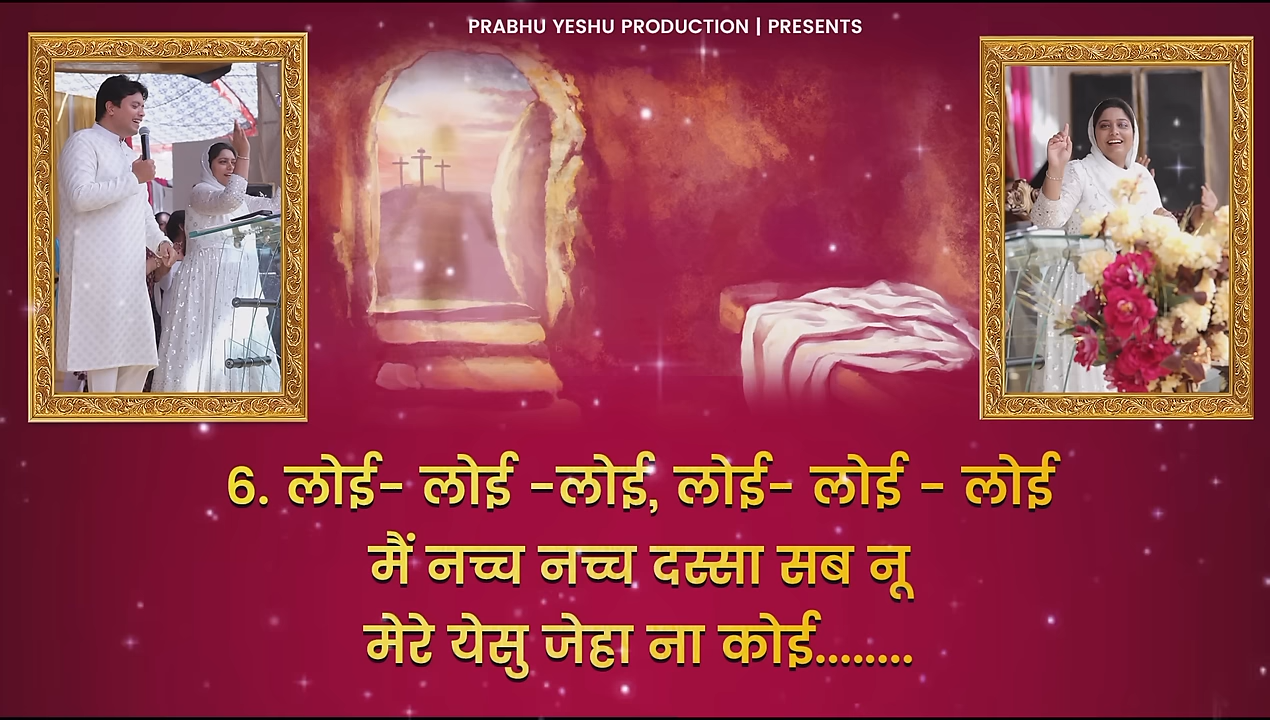 PRABHU YESHU PRODUCTION | PRESENTS
6. लोई- लोई -लोई, लोई- लोई - लोई
मैं नच्च नच्च दस्सा सब नू
मेरे येसु जेहा ना कोई........